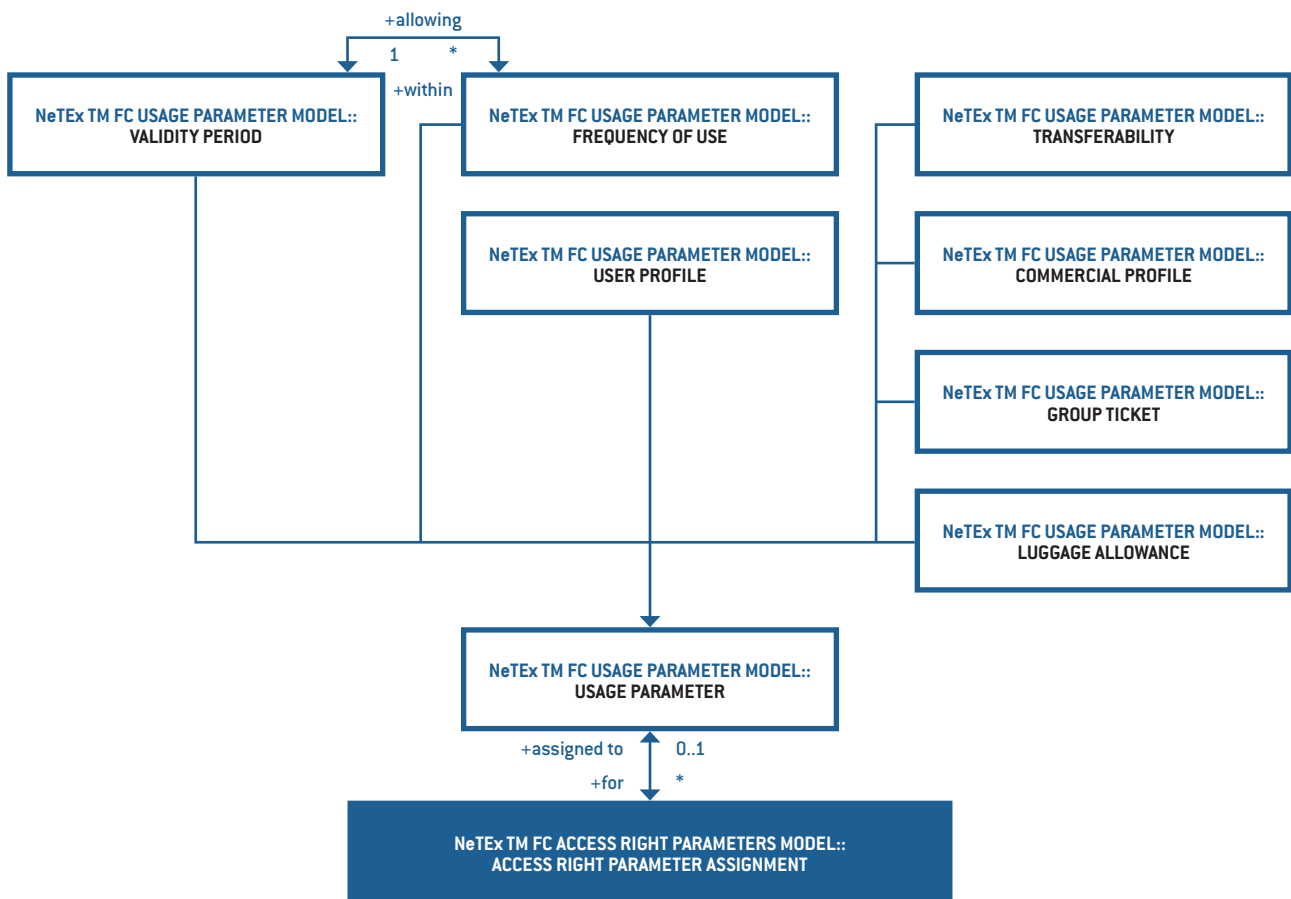 +allowing
1 *
+within
NeTEx TM FC USAGE PARAMETER MODEL::
VALIDITY PERIOD
NeTEx TM FC USAGE PARAMETER MODEL::
FREQUENCY OF USE
NeTEx TM FC USAGE PARAMETER MODEL::
TRANSFERABILITY
NeTEx TM FC USAGE PARAMETER MODEL::
USER PROFILE
NeTEx TM FC USAGE PARAMETER MODEL::
COMMERCIAL PROFILE
NeTEx TM FC USAGE PARAMETER MODEL::
GROUP TICKET
NeTEx TM FC USAGE PARAMETER MODEL::
LUGGAGE ALLOWANCE
NeTEx TM FC USAGE PARAMETER MODEL::
USAGE PARAMETER
+assigned to 0..1
+for *
NeTEx TM FC ACCESS RIGHT PARAMETERS MODEL::
ACCESS RIGHT PARAMETER ASSIGNMENT